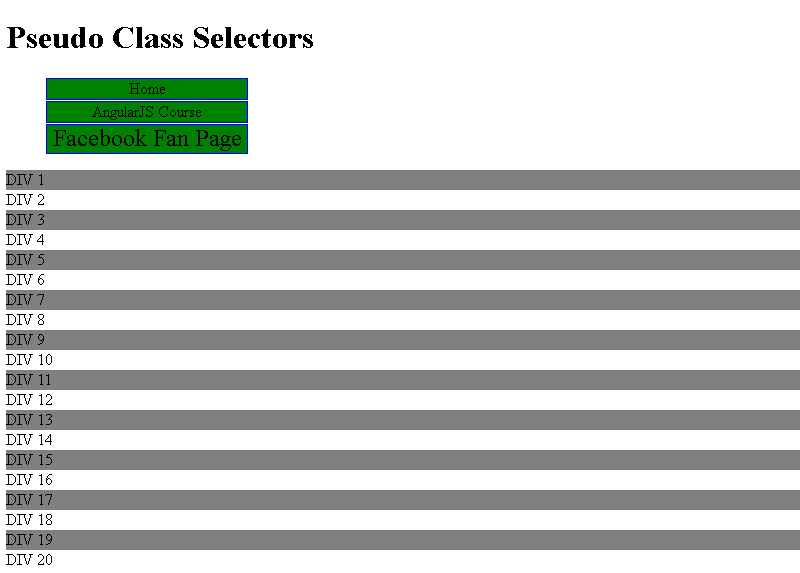 Pseudo Class Selectors
Home
AngularJS Course
Facebook Fan Page
DIV 1
DIV 2
DIV 3
DIV 4
DIV 5
DIV 6
DIV 7
DIV 8
DIV 9
DIV 10
DIV 11
DIV 12
DIV 13
DIV 14
DIV 15
DIV 16
DIV 17
DIV 18
DIV 19
DIV 20